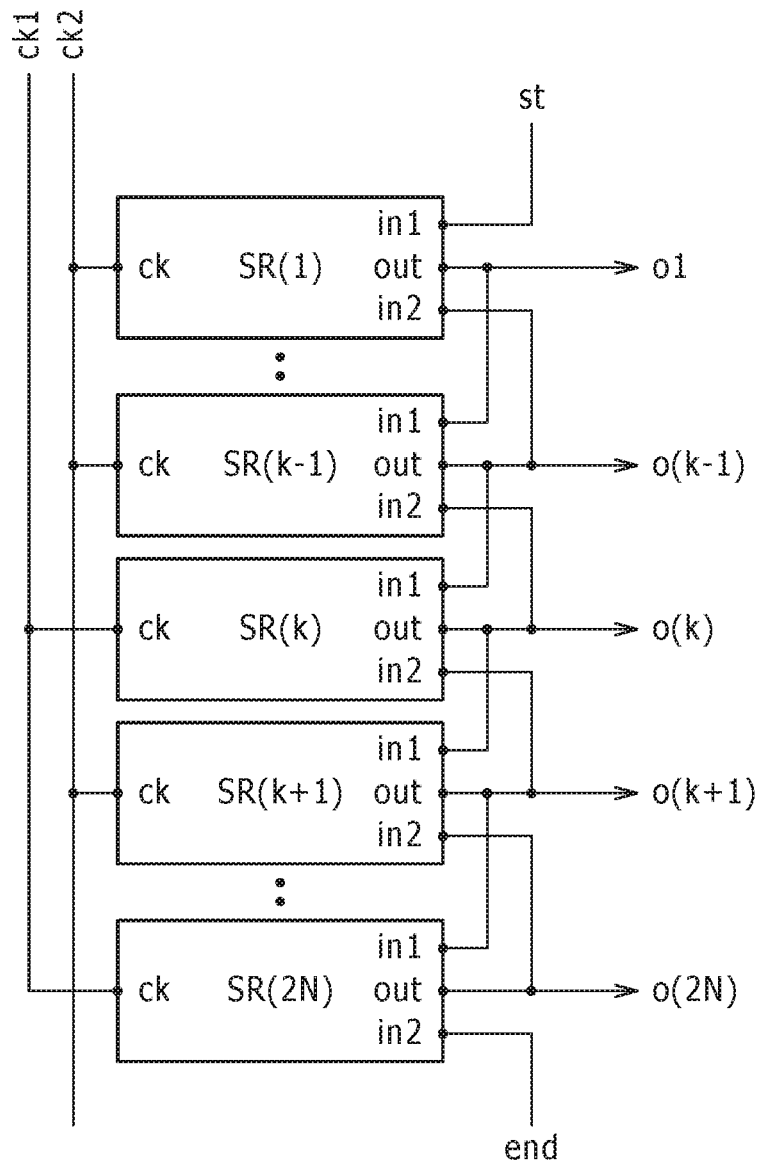 ck1
ck2
st
in1
ck SR(1) out o1
in2
in1
ck SR(k-1) out o(k-1)
in2
in1
ck SR(k) out o(k)
in2
in1
ck SR(k+1) out o(k+1)
in2
in1
ck SR(2N) out o(2N)
in2
end